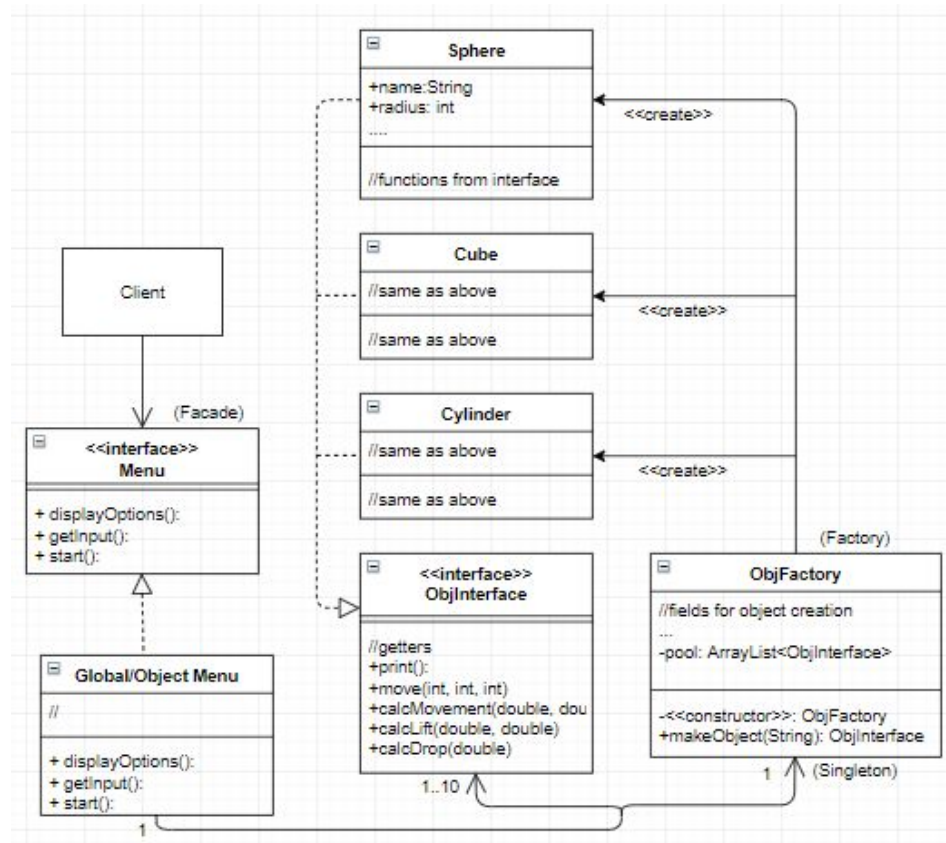 Sphere
+name:String
+radius: int
....
//functions from interface
<<create>>
Cube
//same as above
//same as above
<<create>>
Client
Cylinder
//same as above
//same as above
<<create>>
(Facade)
<<interface>>
Menu
+ displayOptions():
+ getInput():
+ start():
<<interface>>
ObjInterface
//getters
+print():
+move(int, int, int)
+calcMovement(double, dou
+calcLift(double, double)
+calcDrop(double)
1..10
(Factory)
ObjFactory
//fields for object creation
...
-pool: ArrayList<ObjInterface>
-<<constructor>>: ObjFactory
+makeObject(String): ObjInterface
1
(Singleton)
Global/Object Menu
//
+ displayOptions():
+ getInput():
+ start():
1